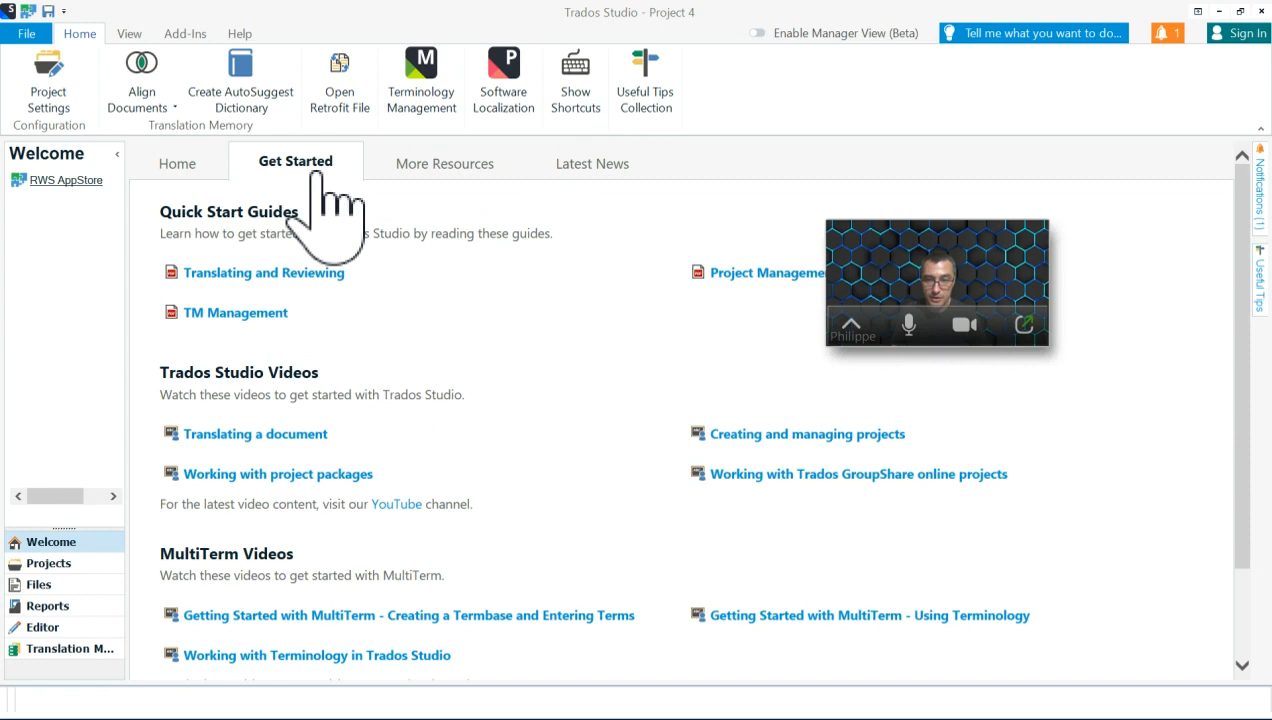 Trados Studio - Project 4
File
Home
View
Add-Ins
Help
Enable Manager View (Beta)
Tell me what you want to do...
1
Sign In
Project Settings
Align Documents
Create AutoSuggest Dictionary
Open Retrofit File
Terminology Management
Software Localization
Show Shortcuts
Useful Tips Collection
Configuration
Translation Memory
Welcome
RWS AppStore
Home
Get Started
More Resources
Latest News
Quick Start Guides
Learn how to get starte s Studio by reading these guides.
Translating and Reviewing
Project Manageme
TM Management
Philippe
Trados Studio Videos
Watch these videos to get started with Trados Studio.
Translating a document
Creating and managing projects
Working with project packages
Working with Trados GroupShare online projects
For the latest video content, visit our YouTube channel.
MultiTerm Videos
Watch these videos to get started with MultiTerm.
Getting Started with MultiTerm - Creating a Termbase and Entering Terms
Getting Started with MultiTerm - Using Terminology
Working with Terminology in Trados Studio
Welcome
Projects
Files
Reports
Editor
Translation M...
Notifications (1)
Useful Tips